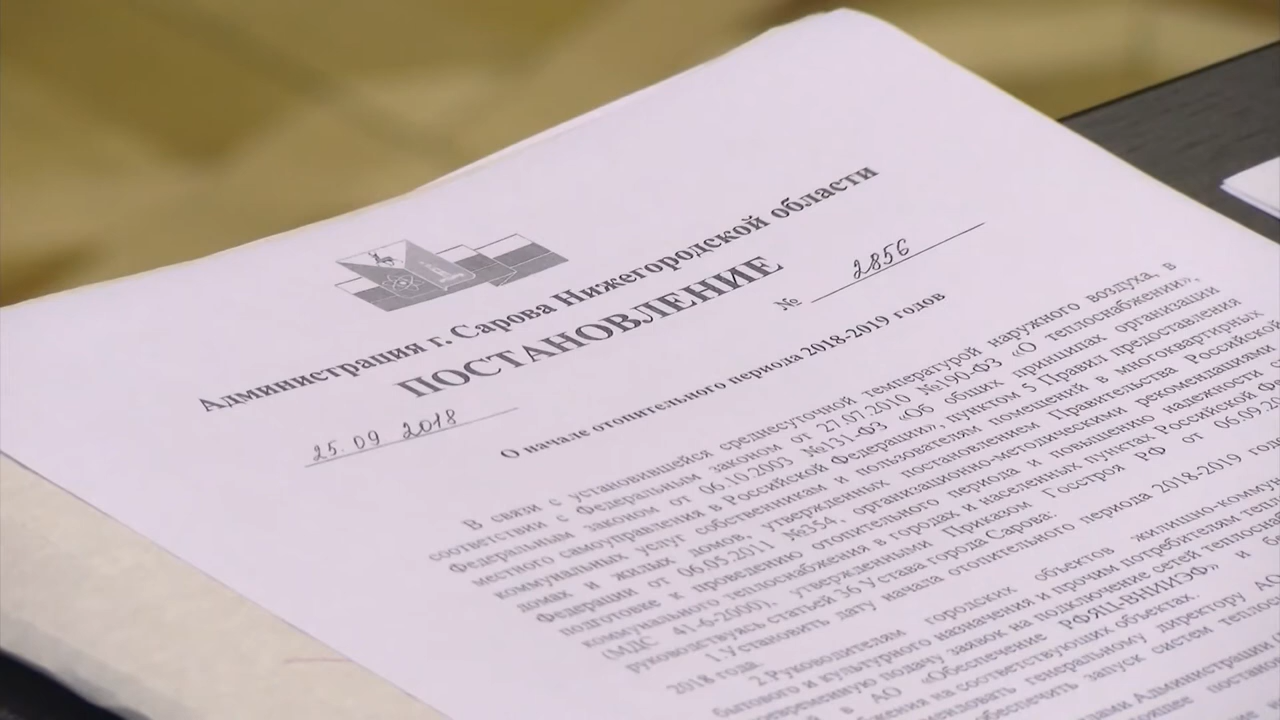 Администрация г. Сарова Нижегородской области
ПОСТАНОВЛЕНИЕ
25.09 2018 № 2856
О начале отопительного периода 2018-2019 годов
В связи с установившейся среднесуточной температурой наружного воздуха, в
соответствии с Федеральным законом от 27.07.2010 №190-ФЗ «О теплоснабжении»,
Федеральным законом от 06.10.2003 №131-ФЗ «Об общих принципах организации
местного самоуправления в Российской Федерации», пунктом 5 Правил предоставления
коммунальных услуг собственникам и пользователям помещений в многоквартирных
домах и жилых домов, утвержденных постановлением Правительства Российской
Федерации от 06.05.2011 №354, организационно-методическими рекомендациями
подготовке к проведению отопительного периода и повышению надежности
коммунального теплоснабжения в городах и населенных пунктах Российской
(МДС 41-6.2000), утвержденными Приказом Госстроя РФ от 06.09.
руководствуясь статьей 36 Устава города Сарова:
1.Установить дату начала отопительного периода 2018-2019
2018 года.
2.Руководителям городских объектов
бытового и культурного назначения и прочим потребителям
подачу заявок на подключение сетей
в АО «Обеспечение РФЯЦ-ВНИИЭФ» и
на соответствующих объектах.
генеральному директору АО
запуск систем
Администрации